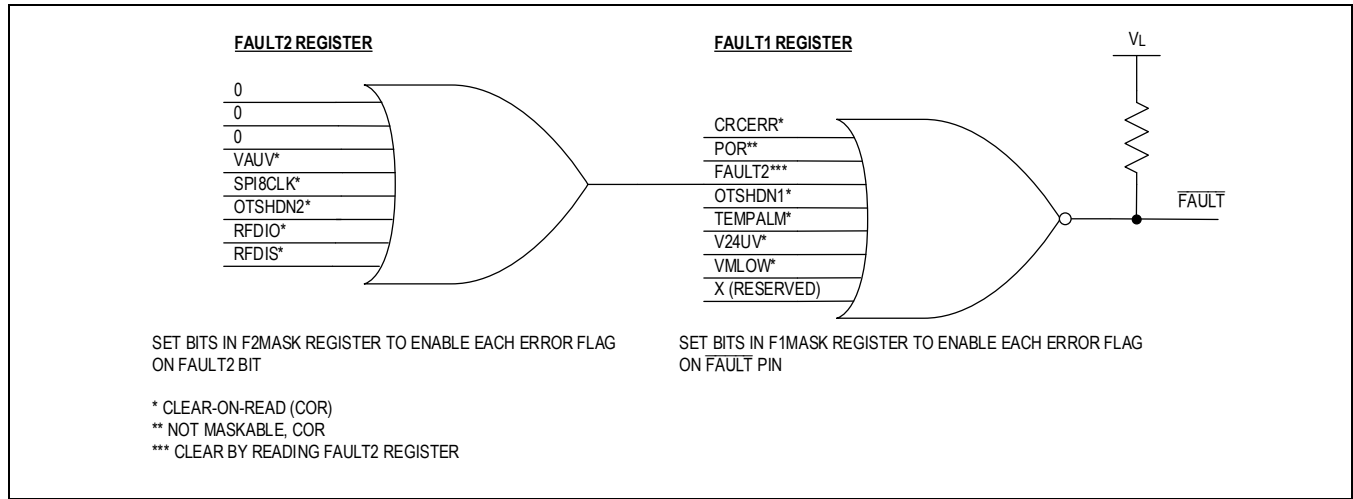 FAULT2 REGISTER
0
0
0
VAUV*
SPI8CLK*
OTSHDN2*
RFDIO*
RFDIS*
SET BITS IN F2MASK REGISTER TO ENABLE EACH ERROR FLAG
ON FAULT2 BIT
* CLEAR-ON-READ (COR)
** NOT MASKABLE, COR
*** CLEAR BY READING FAULT2 REGISTER
FAULT1 REGISTER
CRCERR*
POR**
FAULT2***
OTSHDN1*
TEMPALM*
V24UV*
VMLOW*
X (RESERVED)
SET BITS IN F1MASK REGISTER TO ENABLE EACH ERROR FLAG
ON FAULT PIN
VL
FAULT